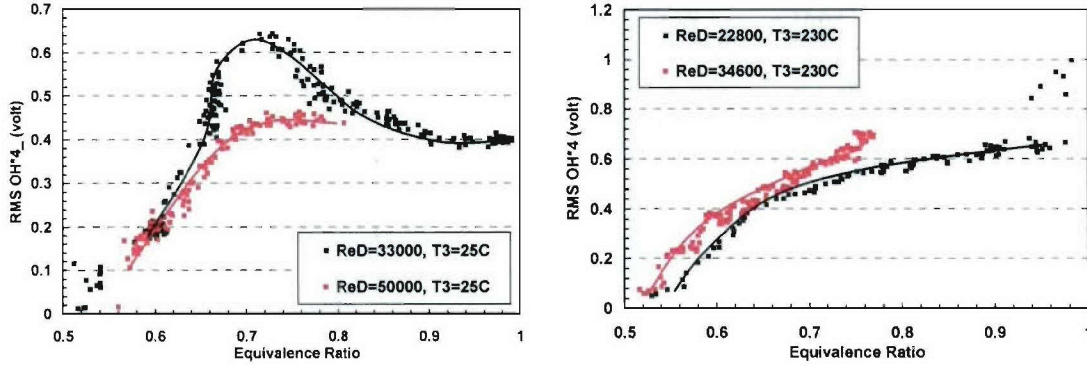 0.7
0.6
0.5
0.4
0.3
0.2
0.1
0
RMS OH*4_ (volt)
ReD=33000, T3=25C
ReD=50000, T3=25C
0.5 0.6 0.7 0.8 0.9 1
Equivalence Ratio
1.2
1
0.8
0.6
0.4
0.2
0
RMS OH*4 (volt)
ReD=22800, T3=230C
ReD=34600, T3=230C
0.5 0.6 0.7 0.8 0.9 1
Equivalence Ratio